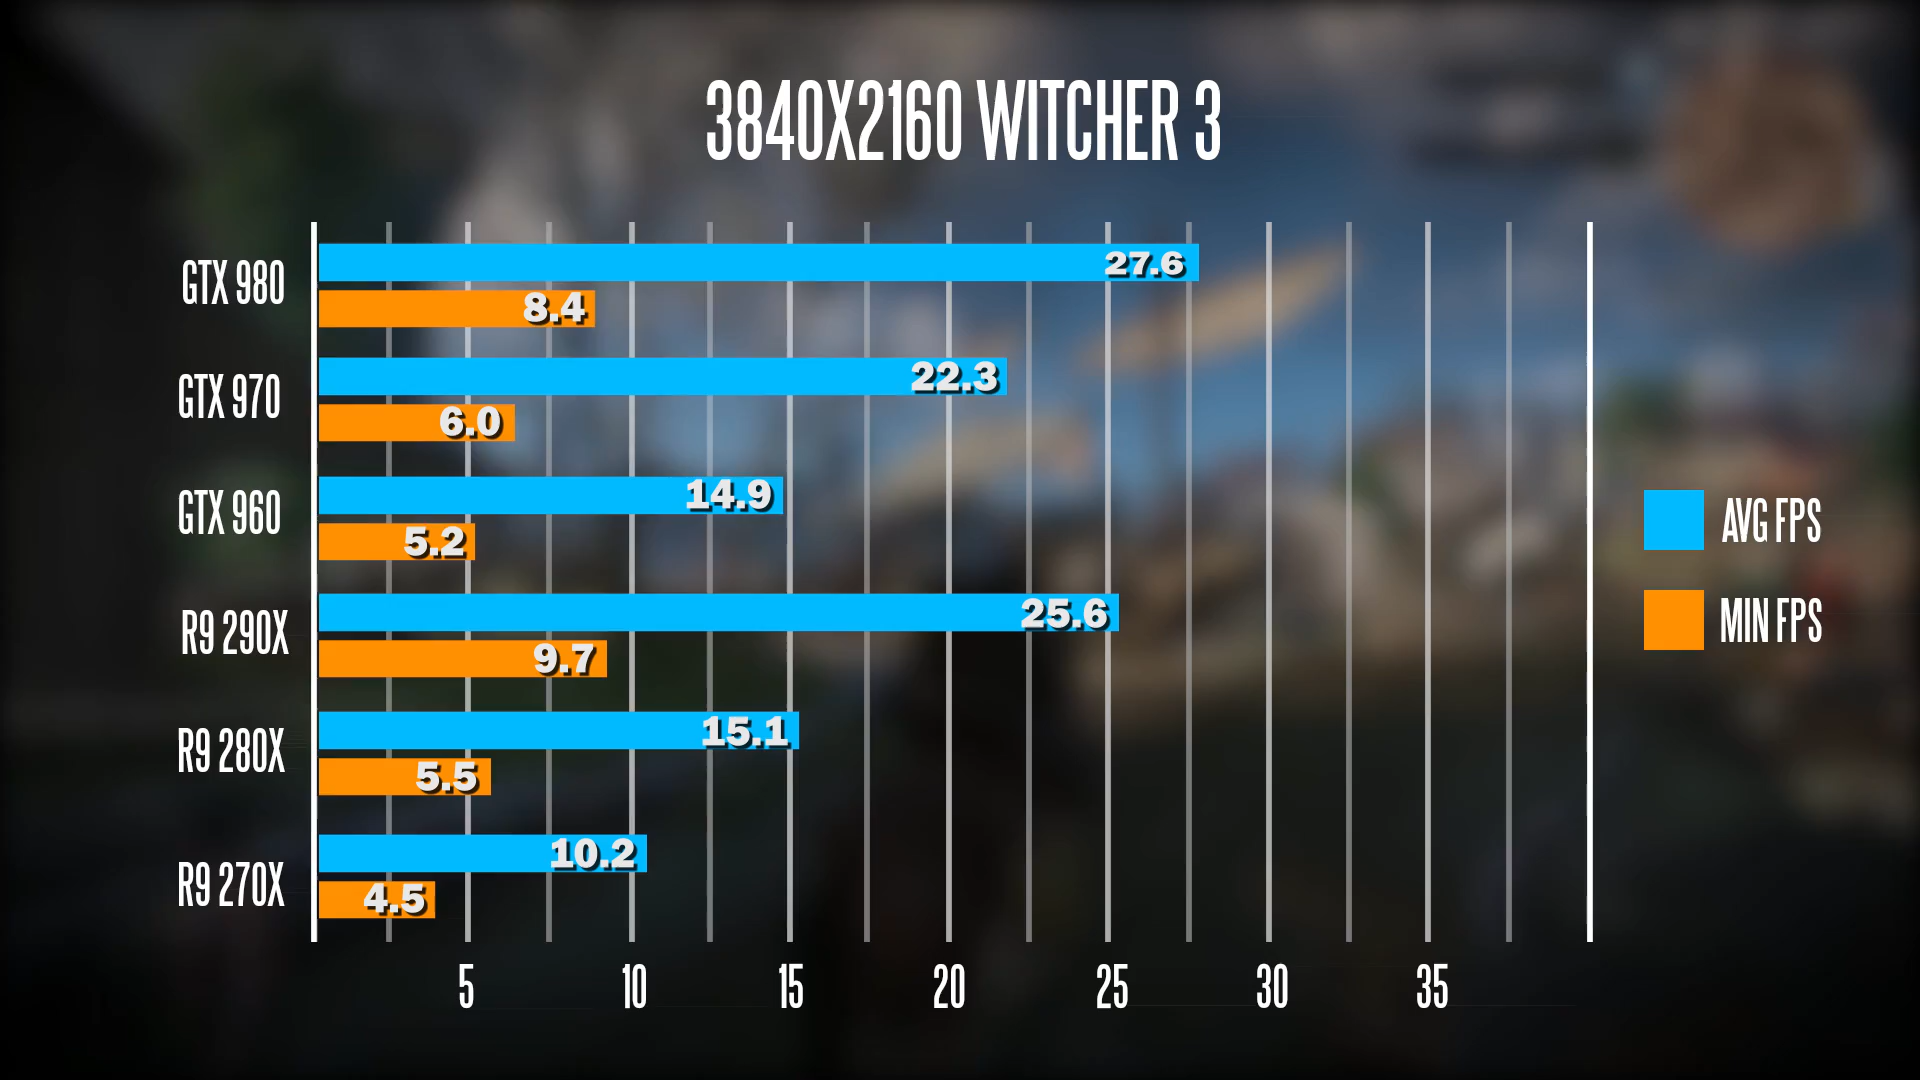 3840X2160 WITCHER 3
GTX 980
27.6
8.4
GTX 970
22.3
6.0
GTX 960
14.9
5.2
R9 290X
25.6
9.7
R9 280X
15.1
5.5
R9 270X
10.2
4.5
5 10 15 20 25 30 35
AVG FPS
MIN FPS